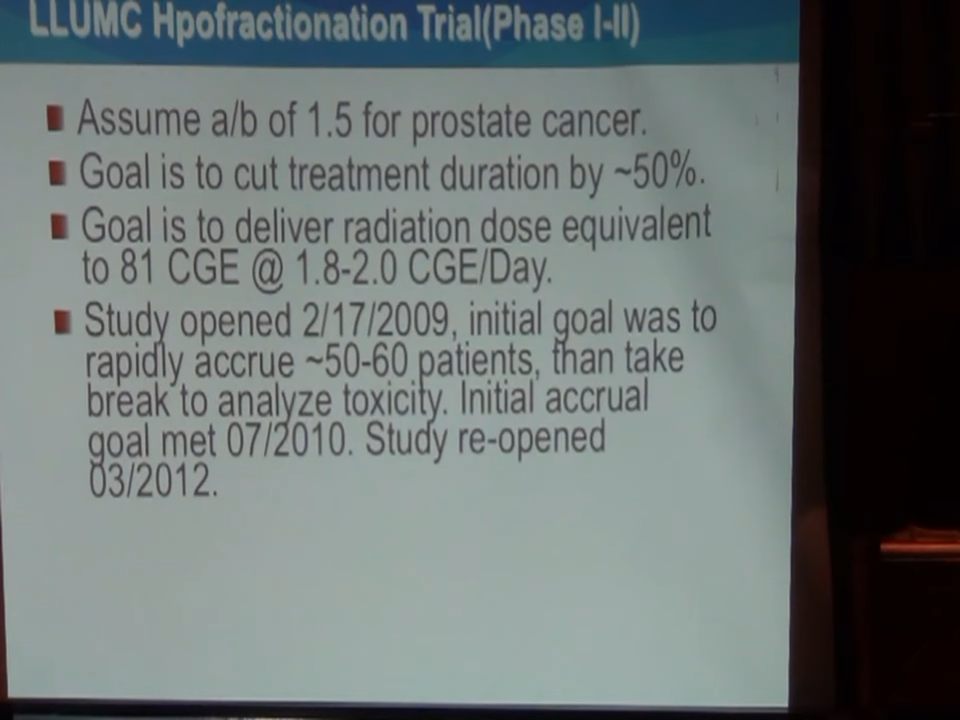 LLUMC Hpofractionation Trial(Phase I-II)
Assume a/b of 1.5 for prostate cancer.
Goal is to cut treatment duration by ~50%.
Goal is to deliver radiation dose equivalent
to 81 CGE @ 1.8-2.0 CGE/Day.
Study opened 2/17/2009, initial goal was to
rapidly accrue ~50-60 patients, than take
break to analyze toxicity. Initial accrual
goal met 07/2010. Study re-opened
03/2012.